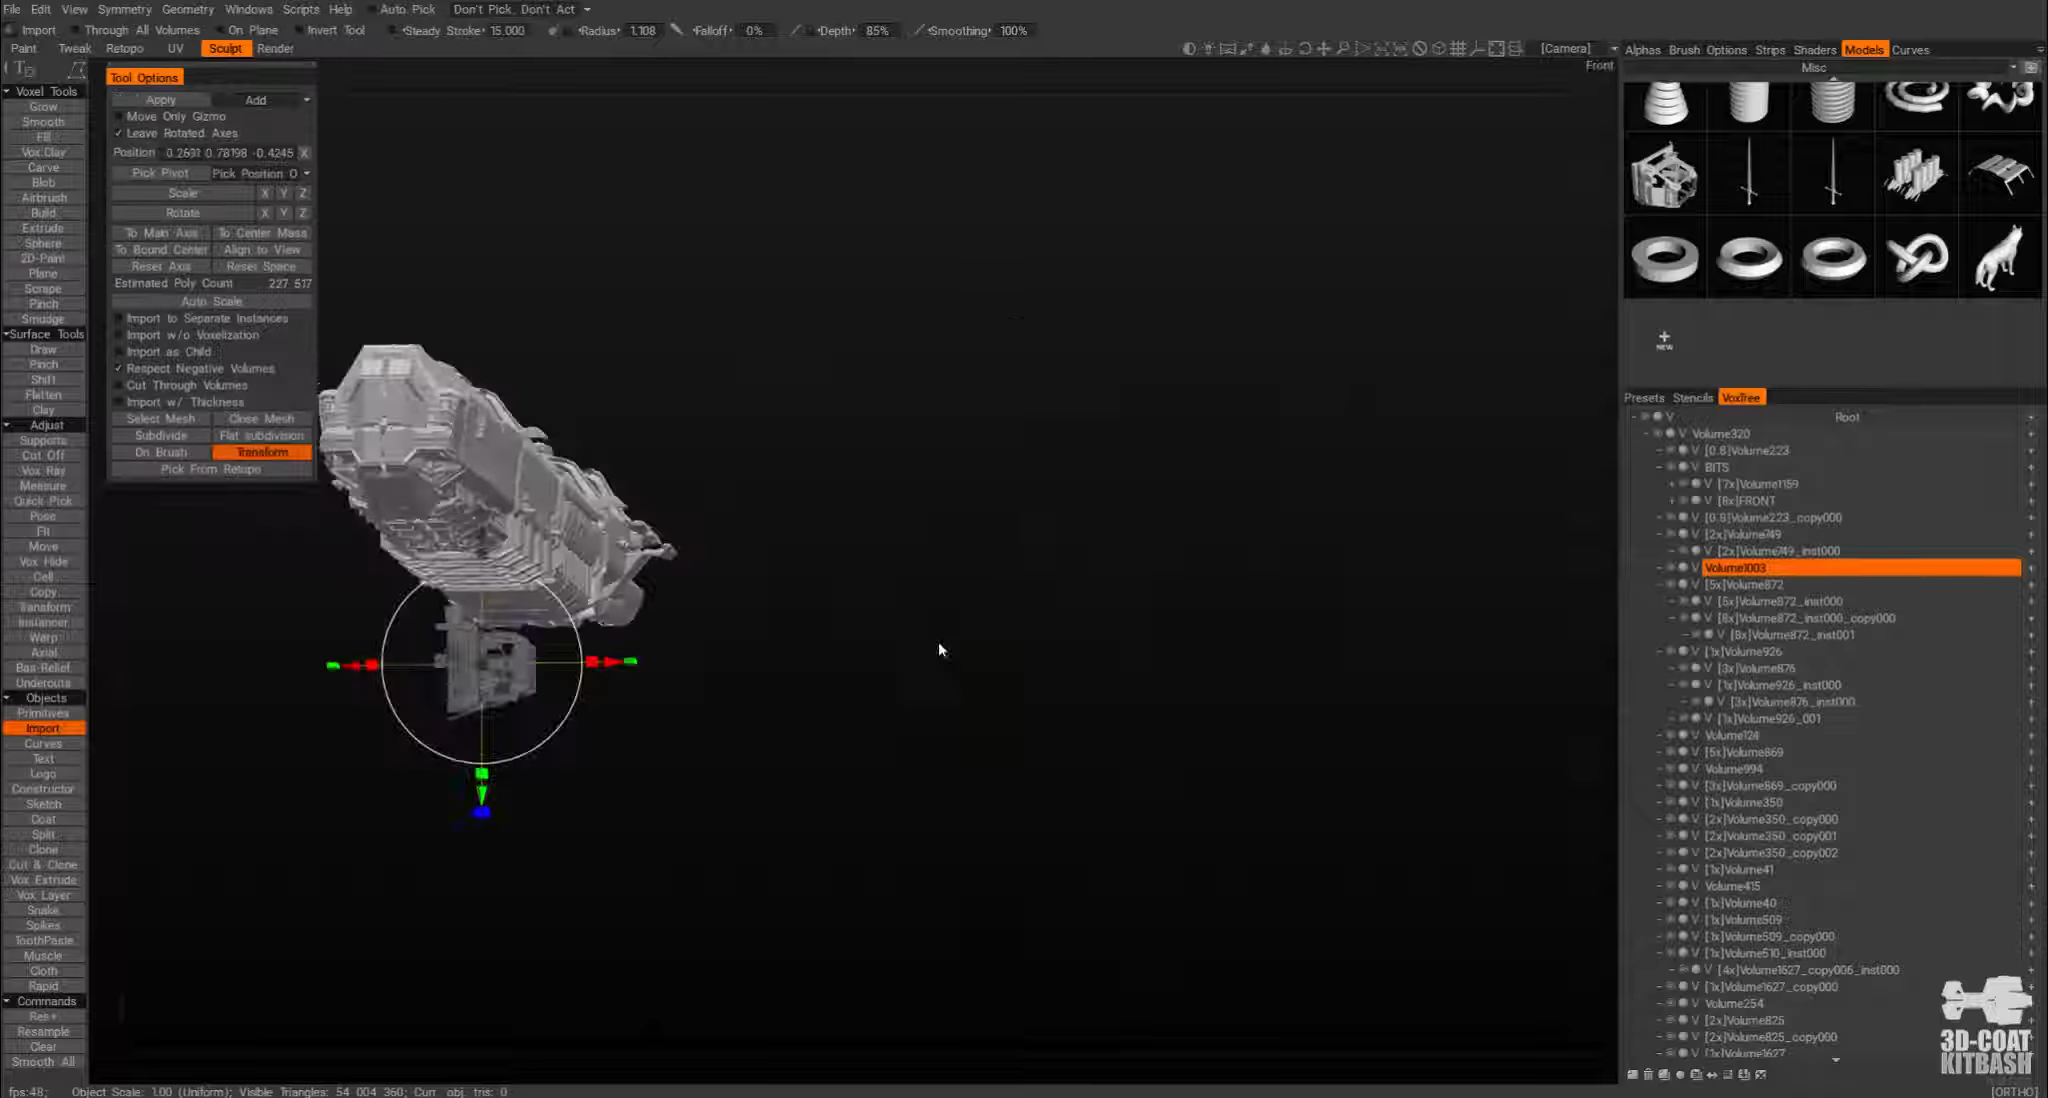 File Edit View Symmetry Geometry Windows Scripts Help Auto Pick Don't Pick, Don't Act
Import Through All Volumes On Plane Invert Tool Steady Stroke 15.000 Radius 1.108 Falloff 0% Depth 85% Smoothing 100%
Paint Tweak Retopo UV Sculpt Render [Camera]
Front
Alphas Brush Options Strips Shaders Models Curves
Misc
Tool Options
Apply Add
Move Only Gizmo
Leave Rotated Axes
Position 0.2691 0.78198 -0.4245 X
Pick Pivot Pick Position O
Scale X Y Z
Rotate X Y Z
To Main Axis To Center Mass
To Bound Center Align to View
Reset Axis Reset Space
Estimated Poly Count 227 517
Auto Scale
Import to Separate Instances
Import w/o Voxelization
Import as Child
Respect Negative Volumes
Cut Through Volumes
Import w/ Thickness
Select Mesh Close Mesh
Subdivide Flat subdivision
On Brush Transform
Pick From Retopo
Voxel Tools
Grow
Smooth
Fill
Vox Clay
Carve
Blob
Airbrush
Build
Extrude
Sphere
2D-Paint
Plane
Scrape
Pinch
Smudge
Surface Tools
Draw
Pinch
Shift
Flatten
Clay
Adjust
Supports
Cut Off
Vox Ray
Measure
Quick Pick
Pose
Fit
Move
Vox Hide
Cell
Copy
Transform
Instancer
Warp
Axial
Bas-Relief
Undercuts
Objects
Primitives
Import
Curves
Text
Logo
Constructor
Sketch
Coat
Split
Clone
Cut & Clone
Vox Extrude
Vox Layer
Snake
Spikes
ToothPaste
Muscle
Cloth
Rapid
Commands
Res+
Resample
Clear
Smooth All
NEW
Presets Stencils VoxTree
V Root
V Volume320
V [0.8]Volume223
V BITS
V [7x]Volume1159
V [8x]FRONT
V [0.8]Volume223_copy000
V [2x]Volume749
V [2x]Volume749_inst000
V Volume1003
V [5x]Volume872
V [5x]Volume872_inst000
V [8x]Volume872_inst000_copy000
V [8x]Volume872_inst001
V [1x]Volume926
V [3x]Volume876
V [1x]Volume926_inst000
V [3x]Volume876_inst000
V [1x]Volume926_001
V Volume124
V [5x]Volume869
V Volume994
V [3x]Volume869_copy000
V [1x]Volume350
V [2x]Volume350_copy000
V [2x]Volume350_copy001
V [2x]Volume350_copy002
V [1x]Volume41
V Volume415
V [1x]Volume40
V [1x]Volume509
V [1x]Volume509_copy000
V [1x]Volume510_inst000
V [4x]Volume1627_copy006_inst000
V [1x]Volume1627_copy000
V Volume254
V [2x]Volume825
V [2x]Volume825_copy000
V [1x]Volume1627
3D-COAT
KITBASH
fps:48; Object Scale: 1.00 (Uniform); Visible Triangles: 54 004 360; Curr. obj. tris: 0
[ORTHO]